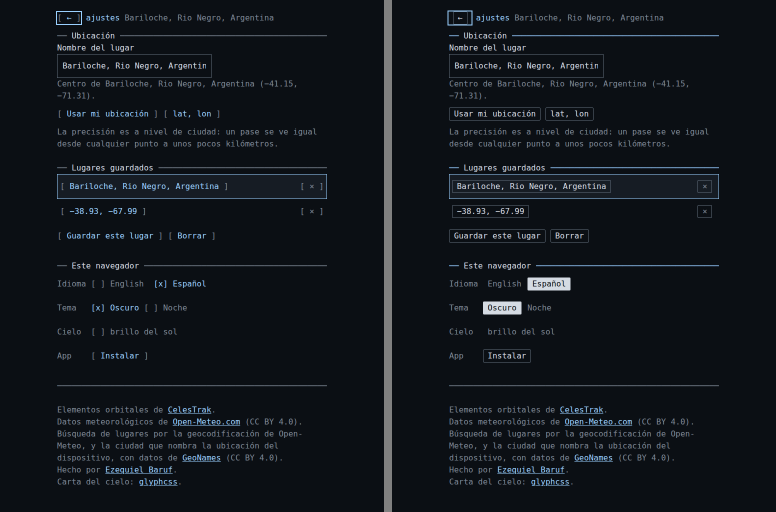 [ ← ] ajustes Bariloche, Rio Negro, Argentina
Ubicación
Nombre del lugar
Bariloche, Rio Negro, Argentin
Centro de Bariloche, Rio Negro, Argentina (−41.15,
−71.31).
[ Usar mi ubicación ] [ lat, lon ]
La precisión es a nivel de ciudad: un pase se ve igual
desde cualquier punto a unos pocos kilómetros.
Lugares guardados
[ Bariloche, Rio Negro, Argentina ] [ × ]
[ −38.93, −67.99 ] [ × ]
[ Guardar este lugar ] [ Borrar ]
Este navegador
Idioma [ ] English [x] Español
Tema [x] Oscuro [ ] Noche
Cielo [ ] brillo del sol
App [ Instalar ]
Elementos orbitales de CelesTrak.
Datos meteorológicos de Open-Meteo.com (CC BY 4.0).
Búsqueda de lugares por la geocodificación de Open-
Meteo, y la ciudad que nombra la ubicación del
dispositivo, con datos de GeoNames (CC BY 4.0).
Hecho por Ezequiel Baruf.
Carta del cielo: glyphcss.
← ajustes Bariloche, Rio Negro, Argentina
Ubicación
Nombre del lugar
Bariloche, Rio Negro, Argentin
Centro de Bariloche, Rio Negro, Argentina (−41.15,
−71.31).
Usar mi ubicación lat, lon
La precisión es a nivel de ciudad: un pase se ve igual
desde cualquier punto a unos pocos kilómetros.
Lugares guardados
Bariloche, Rio Negro, Argentina ×
−38.93, −67.99 ×
Guardar este lugar Borrar
Este navegador
Idioma English Español
Tema Oscuro Noche
Cielo brillo del sol
App Instalar
Elementos orbitales de CelesTrak.
Datos meteorológicos de Open-Meteo.com (CC BY 4.0).
Búsqueda de lugares por la geocodificación de Open-
Meteo, y la ciudad que nombra la ubicación del
dispositivo, con datos de GeoNames (CC BY 4.0).
Hecho por Ezequiel Baruf.
Carta del cielo: glyphcss.